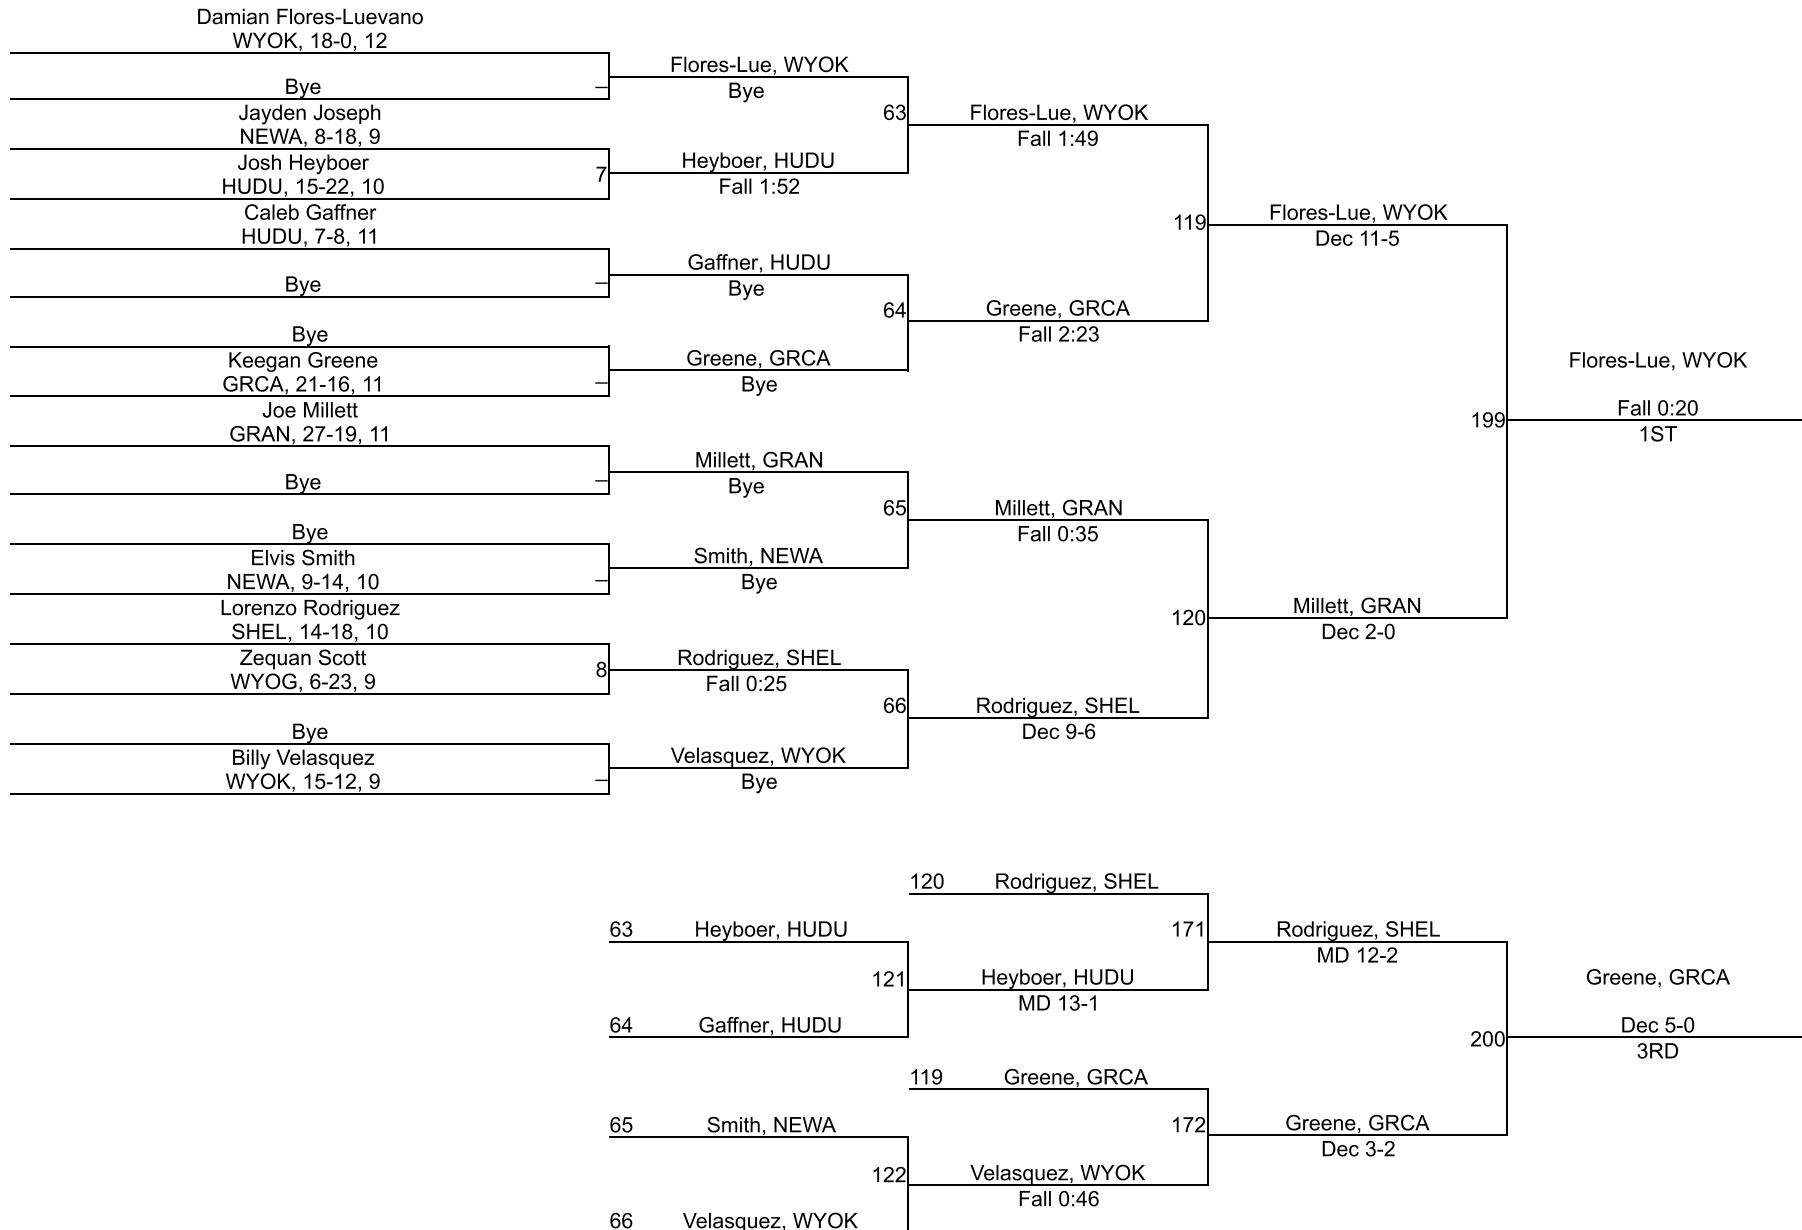 Damian Flores-Luevano
WYOK, 18-0, 12
Bye
Jayden Joseph
NEWA, 8-18, 9
Josh Heyboer
HUDU, 15-22, 10
Caleb Gaffner
HUDU, 7-8, 11
Bye
Bye
Keegan Greene
GRCA, 21-16, 11
Joe Millett
GRAN, 27-19, 11
Bye
Bye
Elvis Smith
NEWA, 9-14, 10
Lorenzo Rodriguez
SHEL, 14-18, 10
Zequan Scott
WYOG, 6-23, 9
Bye
Billy Velasquez
WYOK, 15-12, 9
–
7
–
–
–
–
8
–
Flores-Lue, WYOK
Bye
Heyboer, HUDU
Fall 1:52
Gaffner, HUDU
Bye
Greene, GRCA
Bye
Millett, GRAN
Bye
Smith, NEWA
Bye
Rodriguez, SHEL
Fall 0:25
Velasquez, WYOK
Bye
63
64
65
66
Flores-Lue, WYOK
Fall 1:49
Greene, GRCA
Fall 2:23
Millett, GRAN
Fall 0:35
Rodriguez, SHEL
Dec 9-6
119
120
Flores-Lue, WYOK
Dec 11-5
Millett, GRAN
Dec 2-0
199
Flores-Lue, WYOK
Fall 0:20
1ST
63 Heyboer, HUDU
64 Gaffner, HUDU
65 Smith, NEWA
66 Velasquez, WYOK
121
122
120 Rodriguez, SHEL
Heyboer, HUDU
MD 13-1
119 Greene, GRCA
Velasquez, WYOK
Fall 0:46
171
172
Rodriguez, SHEL
MD 12-2
Greene, GRCA
Dec 3-2
200
Greene, GRCA
Dec 5-0
3RD